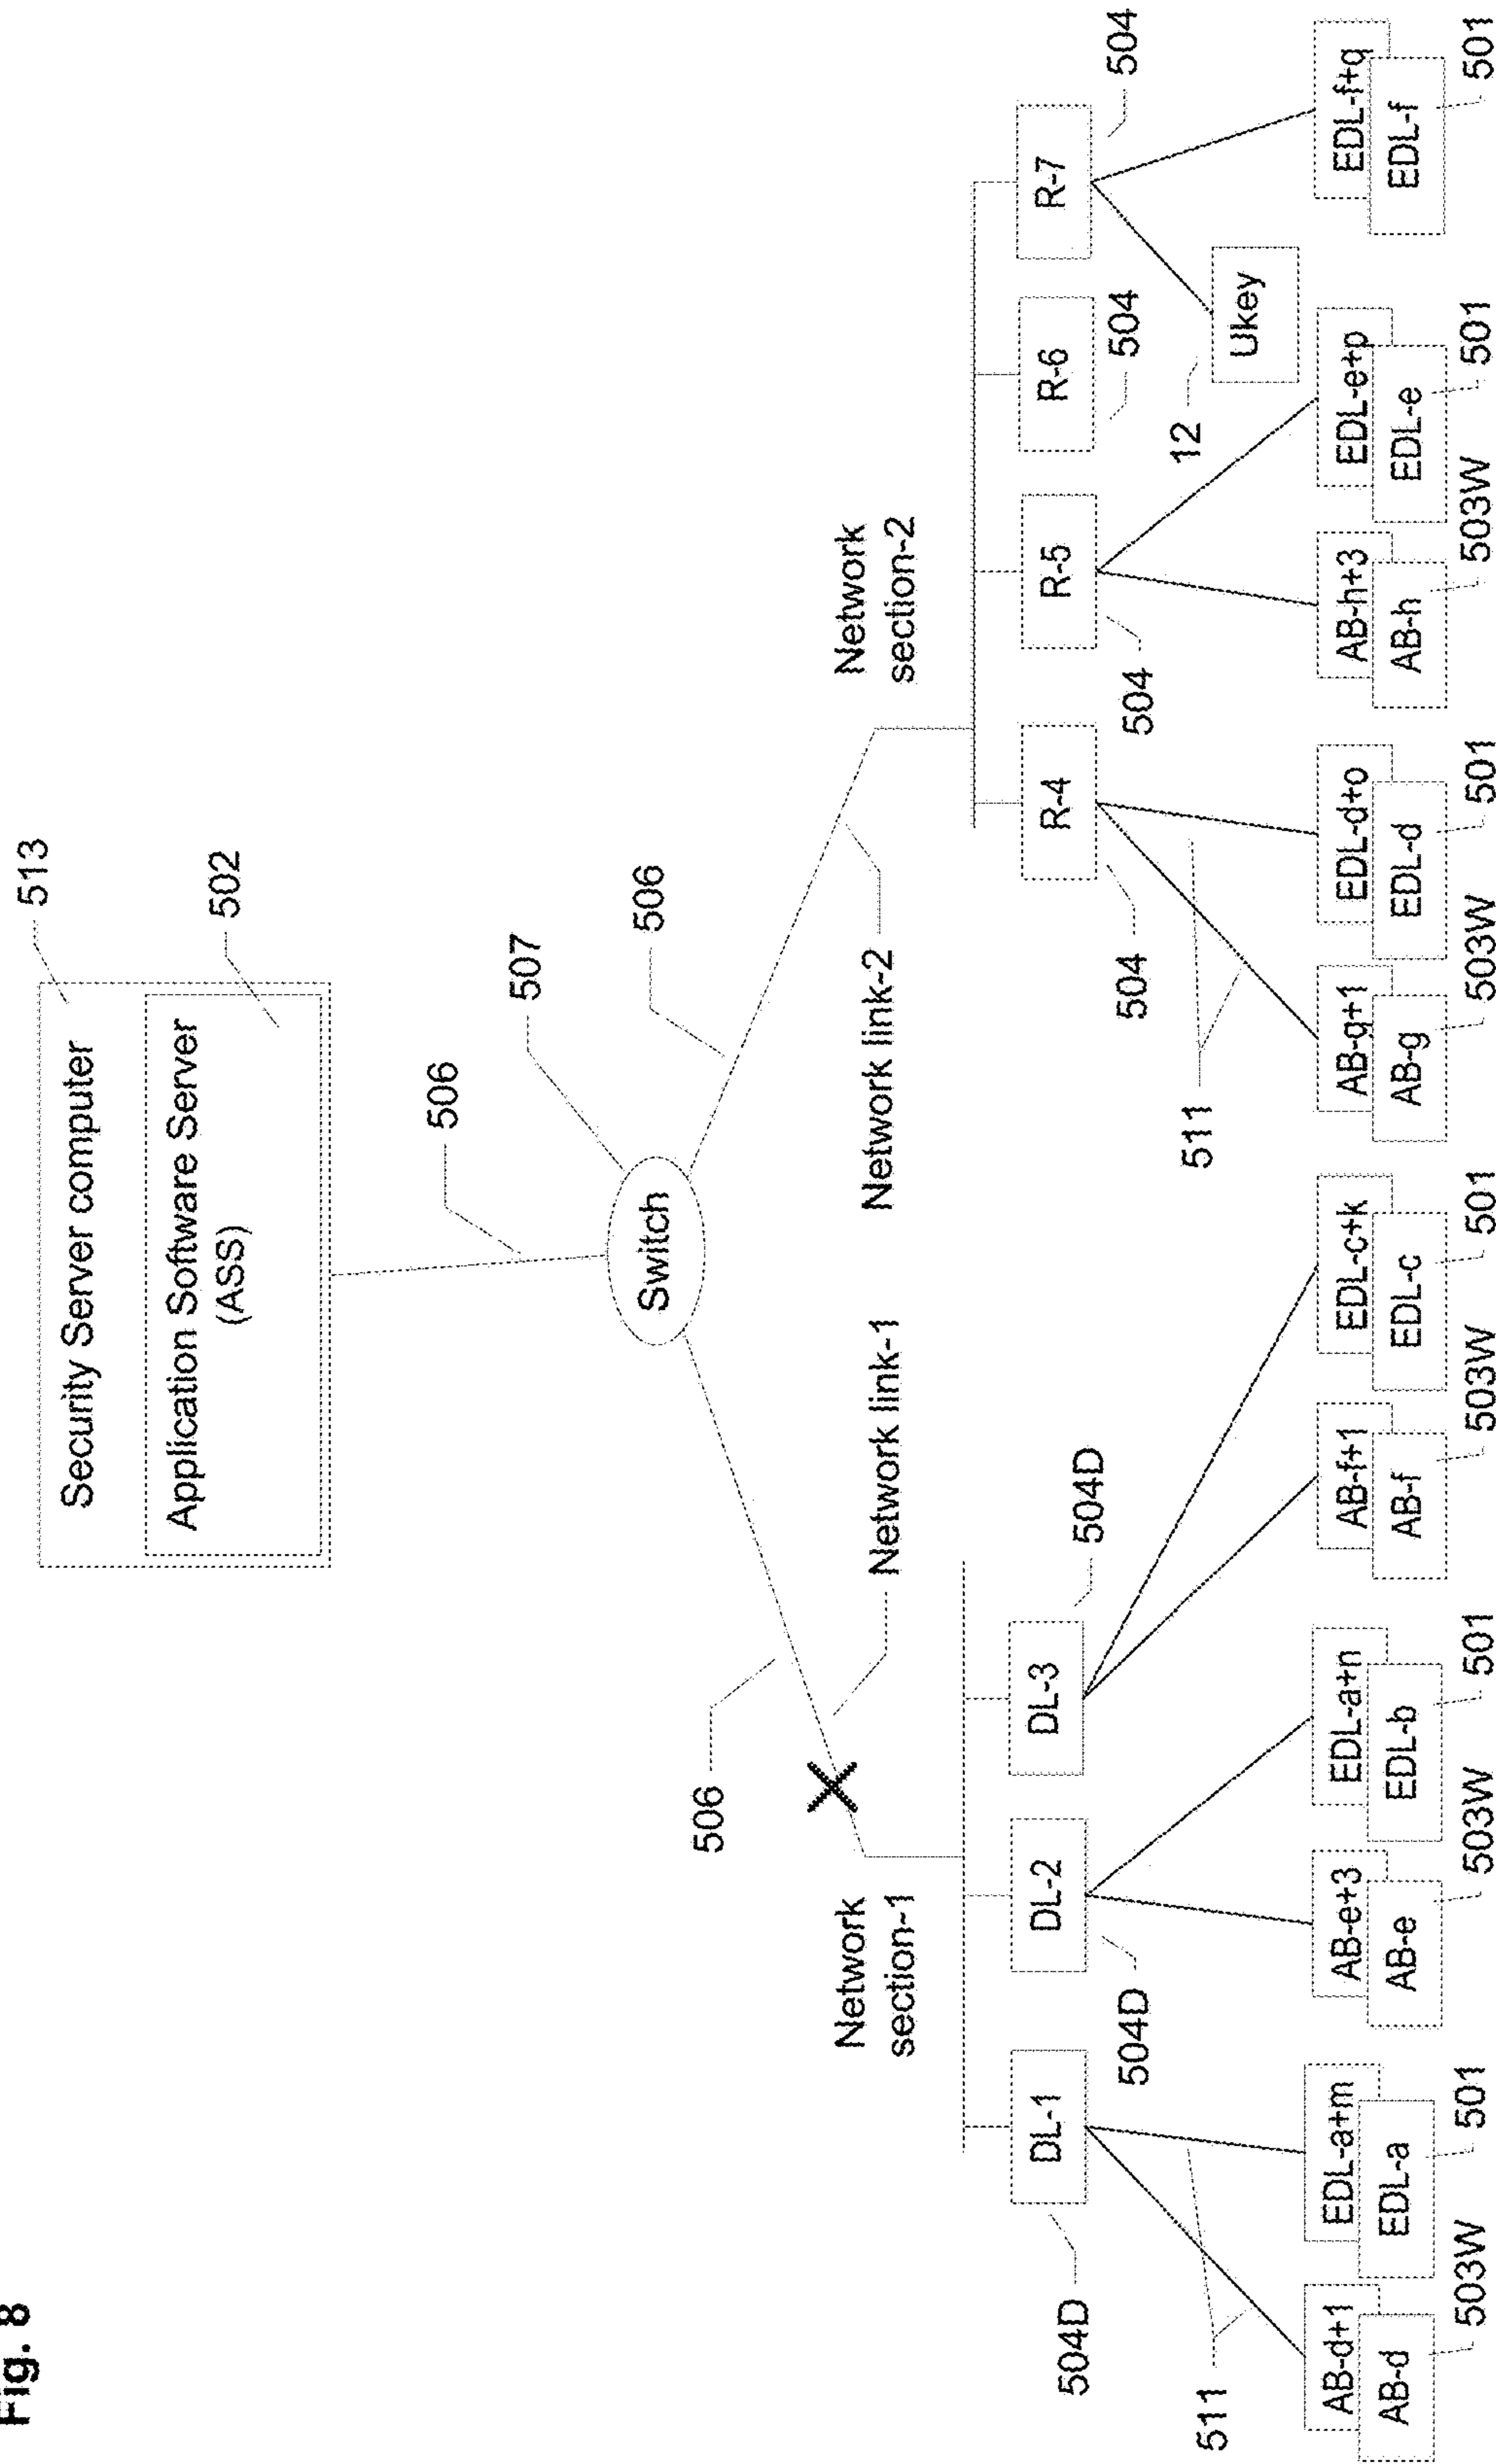 Fig. 8
513
Security Server computer
502
Application Software Server
(ASS)
506
507
Switch
506
506
Network link-1
Network link-2
Network
section-1
Network
section-2
DL-1
DL-2
DL-3
R-4
R-5
R-6
R-7
504D
504D
504D
504
504
504
504
511
511
12
Ukey
AB-d+1
AB-d
503W
EDL-a+m
EDL-a
501
AB-e+3
AB-e
503W
EDL-a+n
EDL-b
501
AB-f+1
AB-f
503W
EDL-c+k
EDL-c
501
AB-g+1
AB-g
503W
EDL-d+o
EDL-d
501
AB-h+3
AB-h
503W
EDL-e+p
EDL-e
501
EDL-f+q
EDL-f
501